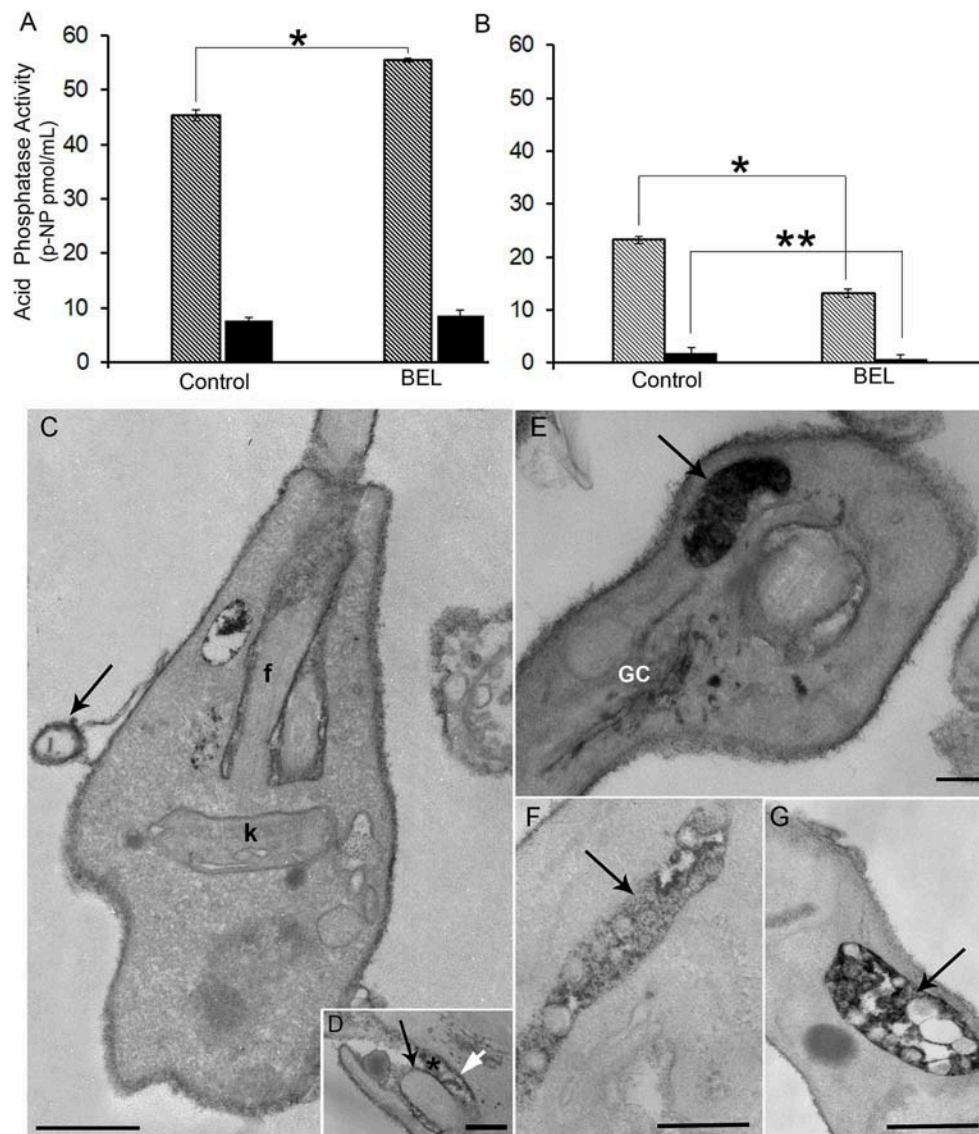 A
B
*
*
**
Acid Phosphatase Activity
(p-NP pmol/mL)
60
50
40
30
20
10
0
60
50
40
30
20
10
0
Control
BEL
Control
BEL
C
f
k
D
*
E
GC
F
G